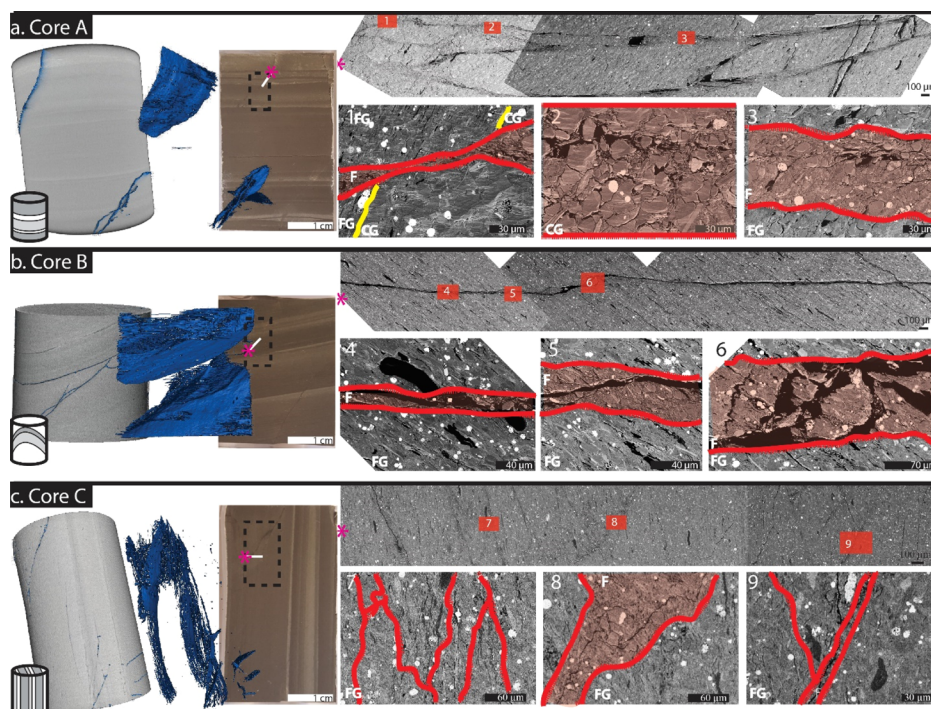 a. Core A
1
2
3
100 µm
1 cm
1
FG
CG
F
FG
CG
30 µm
2
CG
30 µm
3
F
FG
30 µm
b. Core B
4
5
6
100 µm
1 cm
4
F
FG
40 µm
5
F
FG
40 µm
6
F
FG
70 µm
c. Core C
7
8
9
100 µm
1 cm
7
FG
60 µm
8
F
FG
60 µm
9
FG
F
30 µm